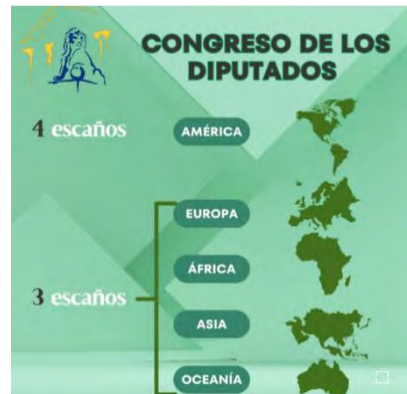 CONGRESO DE LOS
DIPUTADOS
4 escaños
AMÉRICA
EUROPA
ÁFRICA
3 escaños
ASIA
OCEANÍA